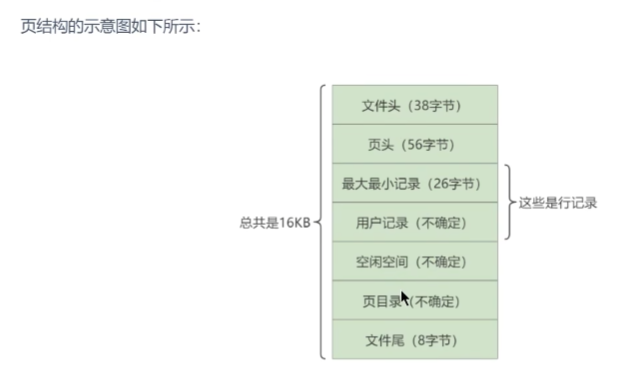 页结构的示意图如下所示：
文件头（38字节）
页头（56字节）
最大最小记录（26字节）
这些是行记录
总共是16KB
用户记录（不确定）
空闲空间（不确定）
页目录（不确定）
文件尾（8字节）